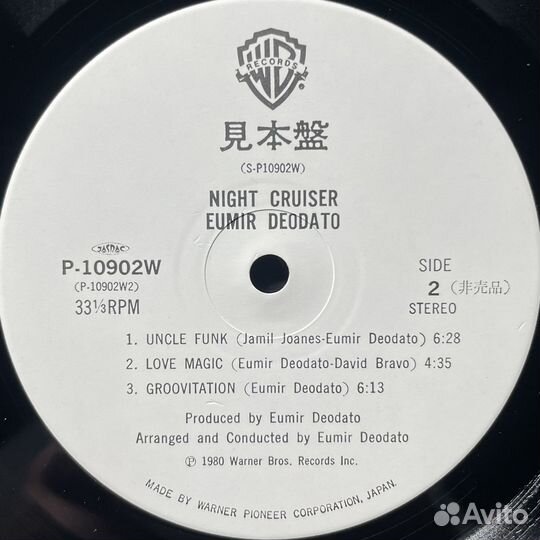 WB
RECORDS
®
見本盤
(S-P10902W)
NIGHT CRUISER
EUMIR DEODATO
JASRAC
P-10902W
(P-10902W2)
33⅓RPM
SIDE
2 (非売品)
STEREO
1. UNCLE FUNK (Jamil Joanes-Eumir Deodato) 6:28
2. LOVE MAGIC (Eumir Deodato-David Bravo) 4:35
3. GROOVITATION (Eumir Deodato) 6:13
Produced by Eumir Deodato
Arranged and Conducted by Eumir Deodato
℗ 1980 Warner Bros. Records Inc.
MADE BY WARNER PIONEER CORPORATION, JAPAN.
Avito